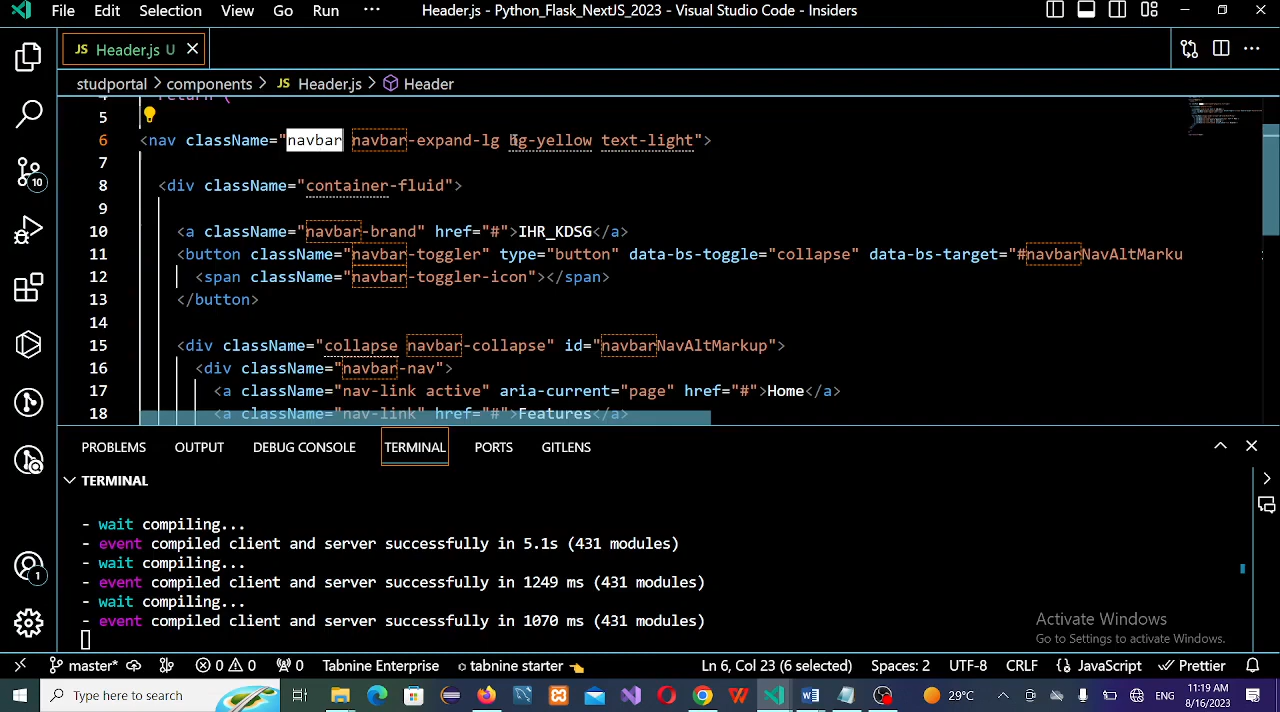 File Edit Selection View Go Run ··· Header.js - Python_Flask_NextJS_2023 - Visual Studio Code - Insiders
JS Header.js U
studportal > components > JS Header.js > Header
5
6 <nav className="navbar navbar-expand-lg bg-yellow text-light">
7
8 <div className="container-fluid">
9
10 <a className="navbar-brand" href="#">IHR_KDSG</a>
11 <button className="navbar-toggler" type="button" data-bs-toggle="collapse" data-bs-target="#navbarNavAltMarku
12 <span className="navbar-toggler-icon"></span>
13 </button>
14
15 <div className="collapse navbar-collapse" id="navbarNavAltMarkup">
16 <div className="navbar-nav">
17 <a className="nav-link active" aria-current="page" href="#">Home</a>
18 <a className="nav-link" href="#">Features</a>
PROBLEMS OUTPUT DEBUG CONSOLE TERMINAL PORTS GITLENS
TERMINAL
- wait compiling...
- event compiled client and server successfully in 5.1s (431 modules)
- wait compiling...
- event compiled client and server successfully in 1249 ms (431 modules)
- wait compiling...
- event compiled client and server successfully in 1070 ms (431 modules)
10
1
Activate Windows
Go to Settings to activate Windows.
master* 0 0 0 Tabnine Enterprise tabnine starter Ln 6, Col 23 (6 selected) Spaces: 2 UTF-8 CRLF JavaScript Prettier
Type here to search 29°C ENG 11:19 AM
8/16/2023